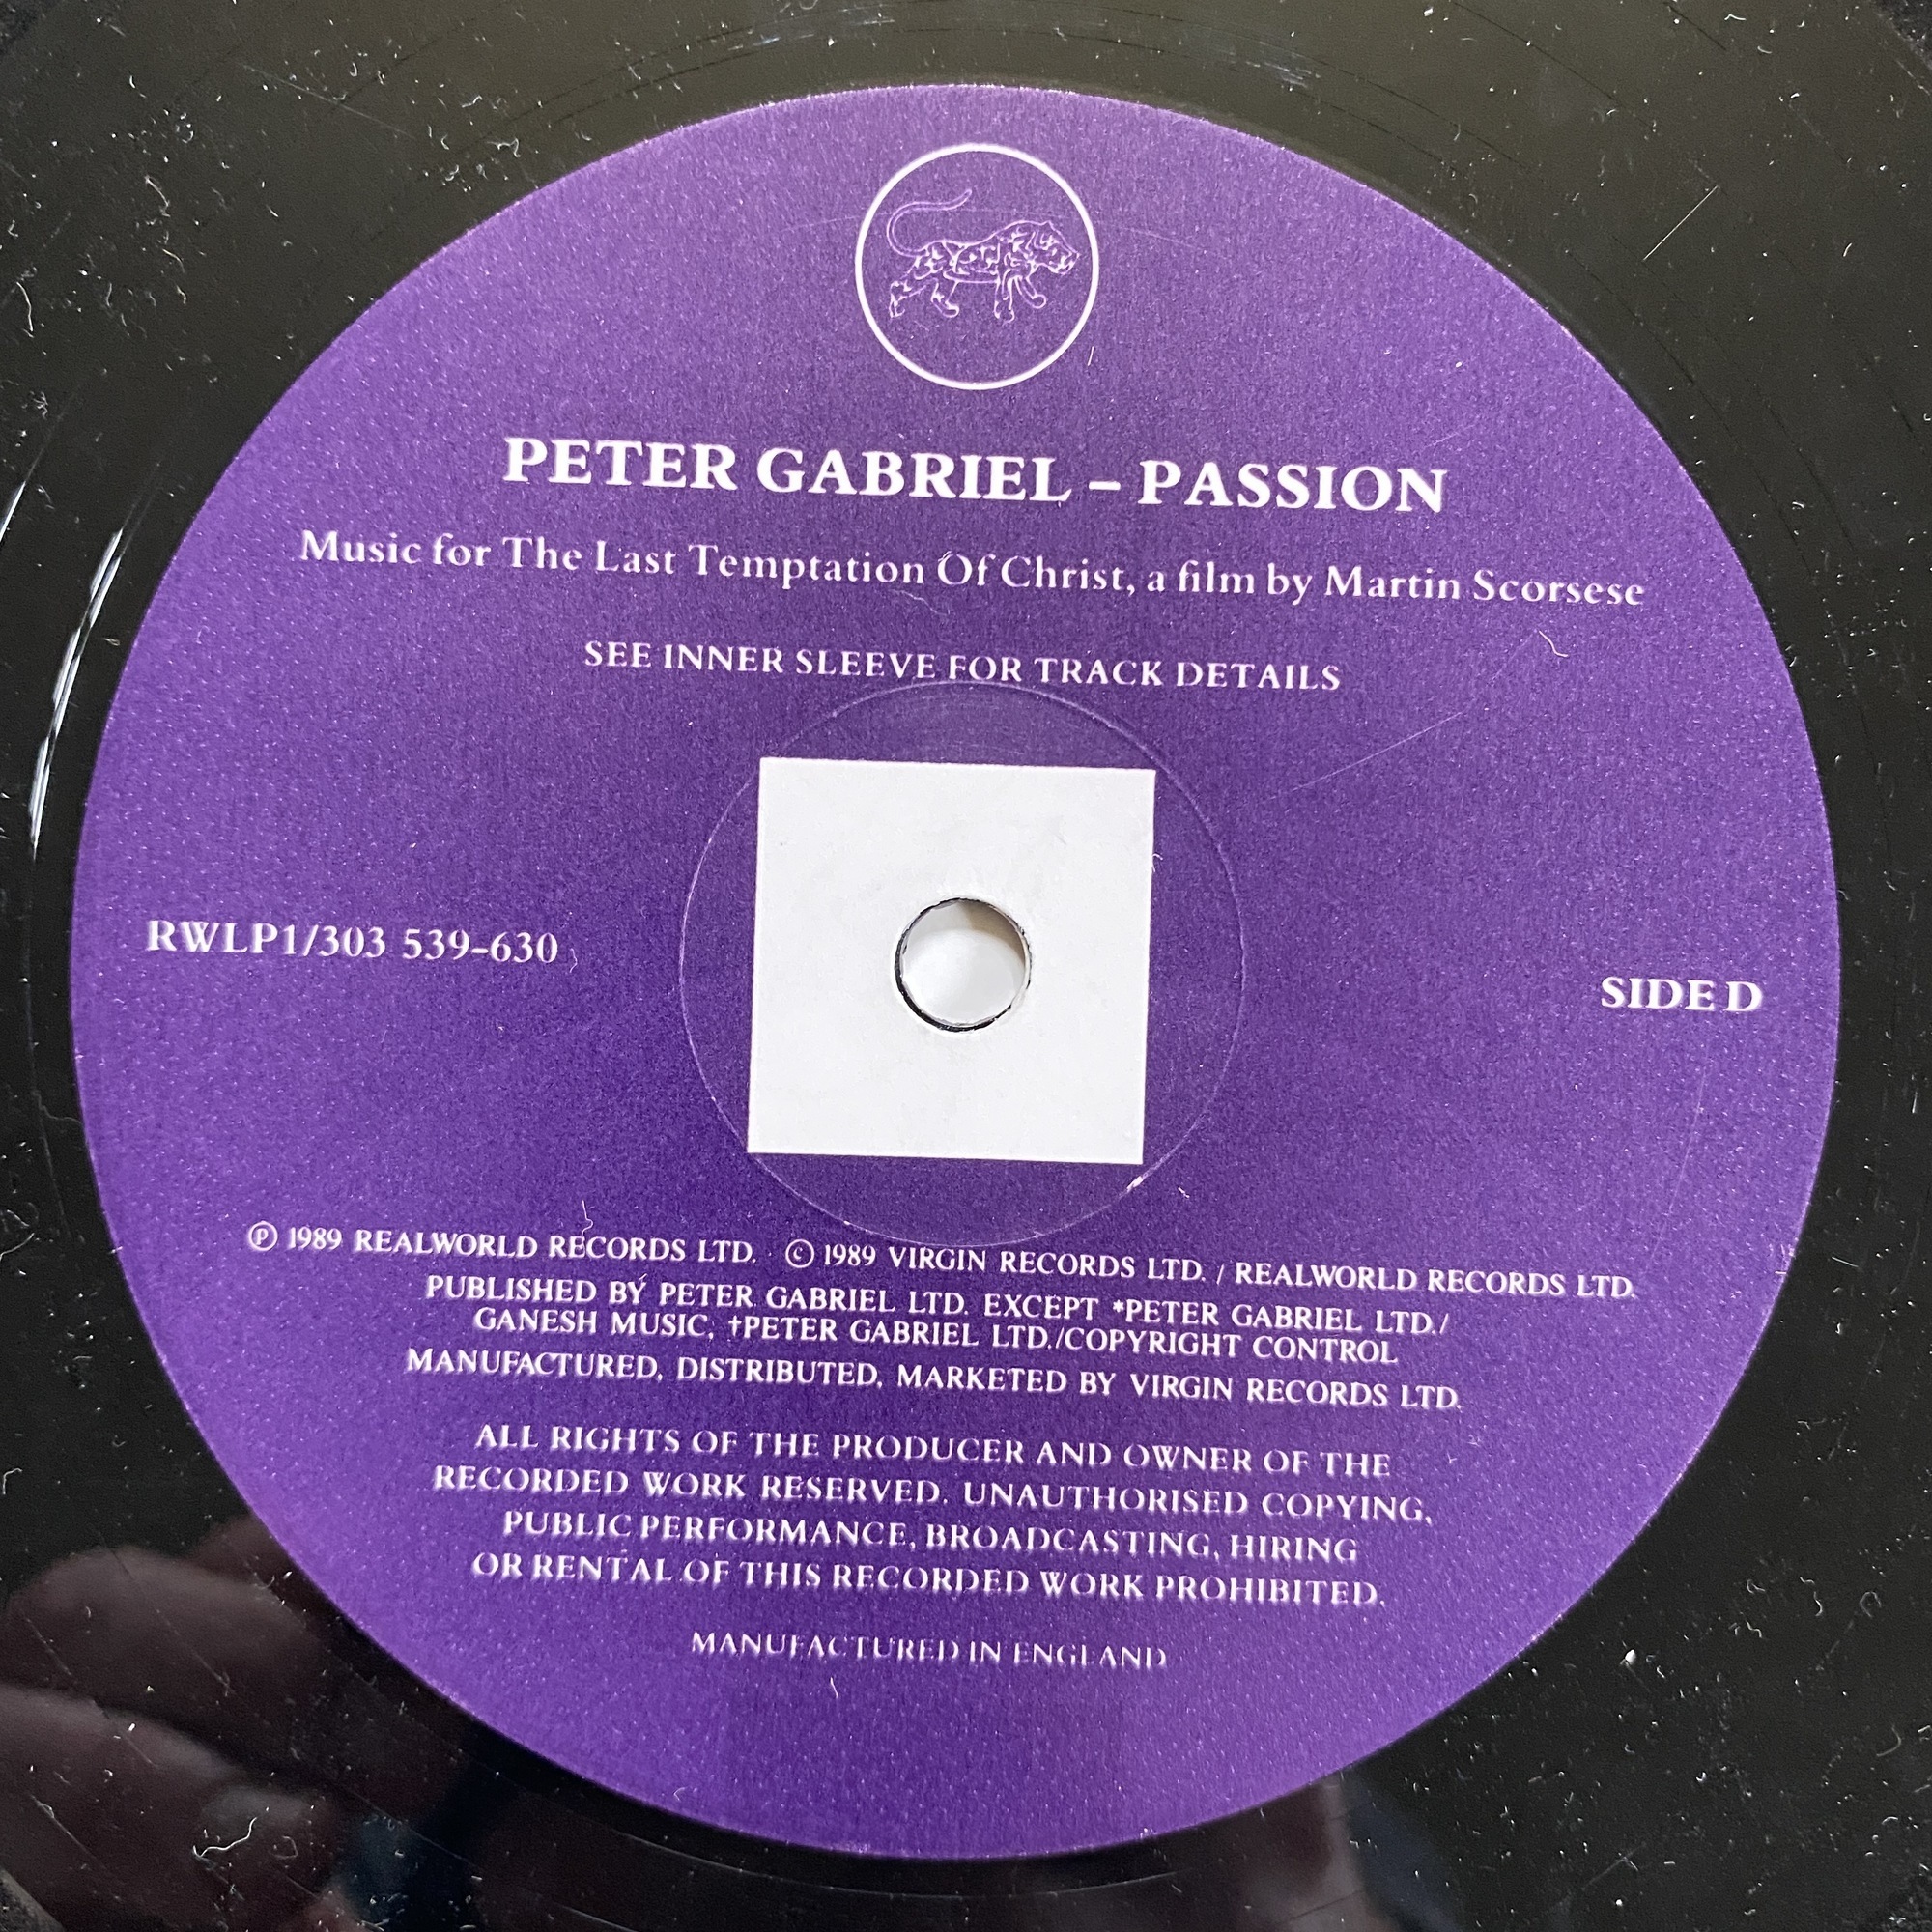 PETER GABRIEL – PASSION
Music for The Last Temptation Of Christ, a film by Martin Scorsese
SEE INNER SLEEVE FOR TRACK DETAILS
RWLP1/303 539-630
SIDE D
Ⓟ 1989 REALWORLD RECORDS LTD. © 1989 VIRGIN RECORDS LTD. / REALWORLD RECORDS LTD.
PUBLISHED BY PETER GABRIEL LTD. EXCEPT *PETER GABRIEL LTD./
GANESH MUSIC, †PETER GABRIEL LTD./COPYRIGHT CONTROL
MANUFACTURED, DISTRIBUTED, MARKETED BY VIRGIN RECORDS LTD.
ALL RIGHTS OF THE PRODUCER AND OWNER OF THE
RECORDED WORK RESERVED. UNAUTHORISED COPYING,
PUBLIC PERFORMANCE, BROADCASTING, HIRING
OR RENTAL OF THIS RECORDED WORK PROHIBITED.
MANUFACTURED IN ENGLAND